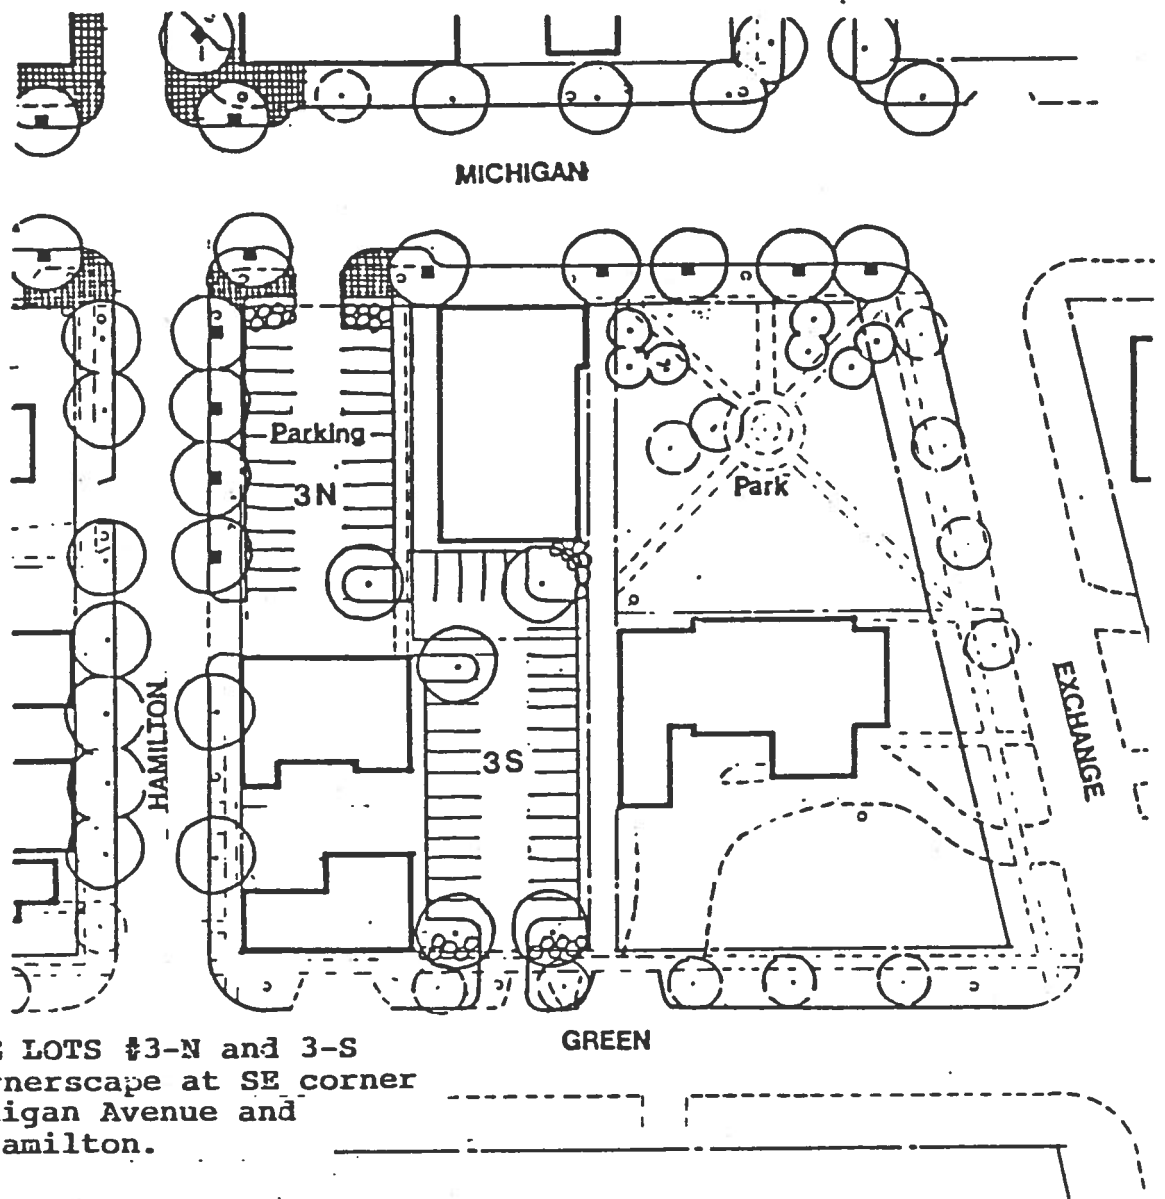 MICHIGAN
Parking
3N
Park
HAMILTON
3S
EXCHANGE
GREEN
LOTS #3-N and 3-S
nerscape at SE corner
igan Avenue and
amilton.